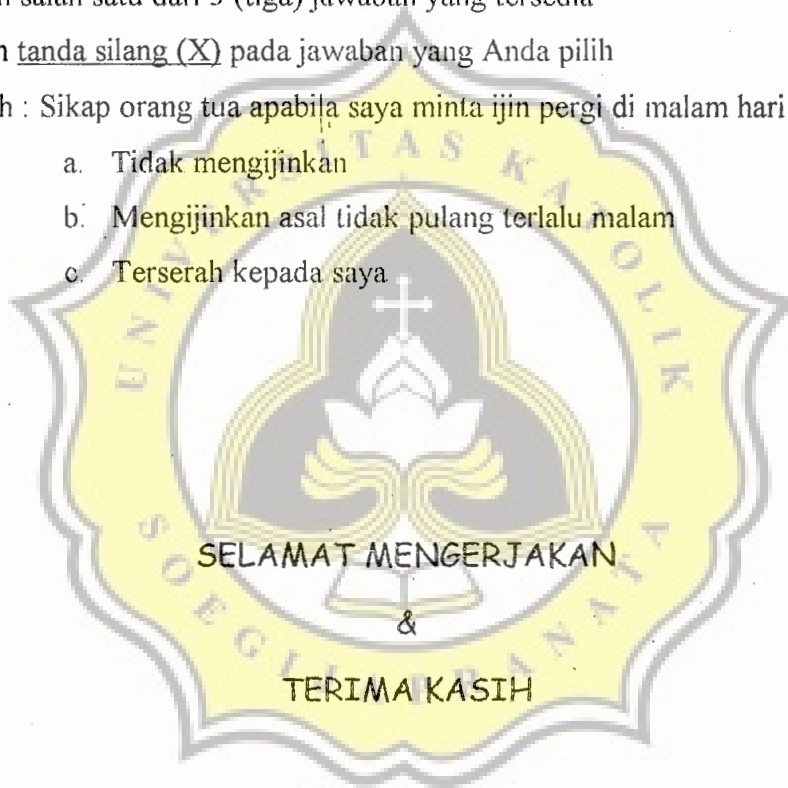 salah satu dari 3 (tiga) jawaban yang tersedia
tanda silang (X) pada jawaban yang Anda pilih
: Sikap orang tua apabila saya minta ijin pergi di malam hari
a. Tidak mengijinkan
b. Mengijinkan asal tidak pulang terlalu malam
c. Terserah kepada saya
UNIVERSITAS KATOLIK
SELAMAT MENGERJAKAN
&
TERIMA KASIH